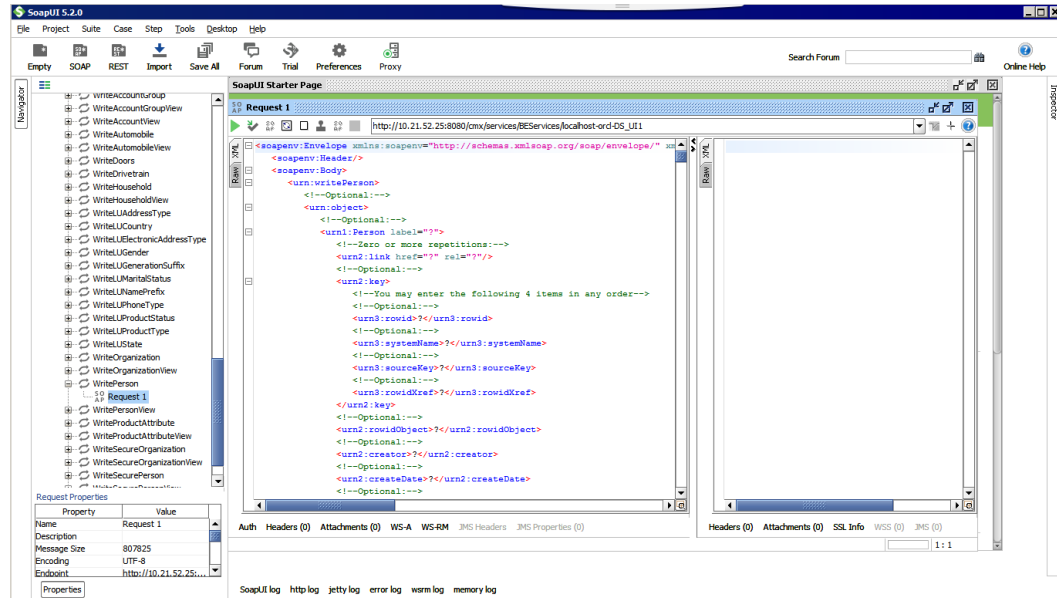 SoapUI 5.2.0
File Project Suite Case Step Tools Desktop Help
Empty SOAP REST Import Save All Forum Trial Preferences Proxy Search Forum Online Help
Navigator
Inspector
WriteAccountGroup
WriteAccountGroupView
WriteAccountView
WriteAutomobile
WriteAutomobileView
WriteDoors
WriteDrivetrain
WriteHousehold
WriteHouseholdView
WriteLUAddressType
WriteLUCountry
WriteLUElectronicAddressType
WriteLUGender
WriteLUGenerationSuffix
WriteLUMaritalStatus
WriteLUNamePrefix
WriteLUPhoneType
WriteLUProductStatus
WriteLUProductType
WriteLUState
WriteOrganization
WriteOrganizationView
WritePerson
Request 1
WritePersonView
WriteProductAttribute
WriteProductAttributeView
WriteSecureOrganization
WriteSecureOrganizationView
WriteSecurePerson
WriteSecurePersonView
Request Properties
Property Value
Name Request 1
Description
Message Size 807825
Encoding UTF-8
Endpoint http://10.21.52.25:...
Properties
SoapUI Starter Page
Request 1
http://10.21.52.25:8080/cmx/services/BEServices/localhost-orcl-DS_UI1
XML
Raw
<soapenv:Envelope xmlns:soapenv="http://schemas.xmlsoap.org/soap/envelope/" xm
<soapenv:Header/>
<soapenv:Body>
<urn:writePerson>
<!--Optional:-->
<urn:object>
<!--Optional:-->
<urn1:Person label="?">
<!--Zero or more repetitions:-->
<urn2:link href="?" rel="?"/>
<!--Optional:-->
<urn2:key>
<!--You may enter the following 4 items in any order-->
<!--Optional:-->
<urn3:rowid>?</urn3:rowid>
<!--Optional:-->
<urn3:systemName>?</urn3:systemName>
<!--Optional:-->
<urn3:sourceKey>?</urn3:sourceKey>
<!--Optional:-->
<urn3:rowidXref>?</urn3:rowidXref>
</urn2:key>
<!--Optional:-->
<urn2:rowidObject>?</urn2:rowidObject>
<!--Optional:-->
<urn2:creator>?</urn2:creator>
<!--Optional:-->
<urn2:createDate>?</urn2:createDate>
<!--Optional:-->
XML
Raw
Auth Headers (0) Attachments (0) WS-A WS-RM JMS Headers JMS Properties (0)
Headers (0) Attachments (0) SSL Info WSS (0) JMS (0)
1:1
SoapUI log http log jetty log error log wsrm log memory log